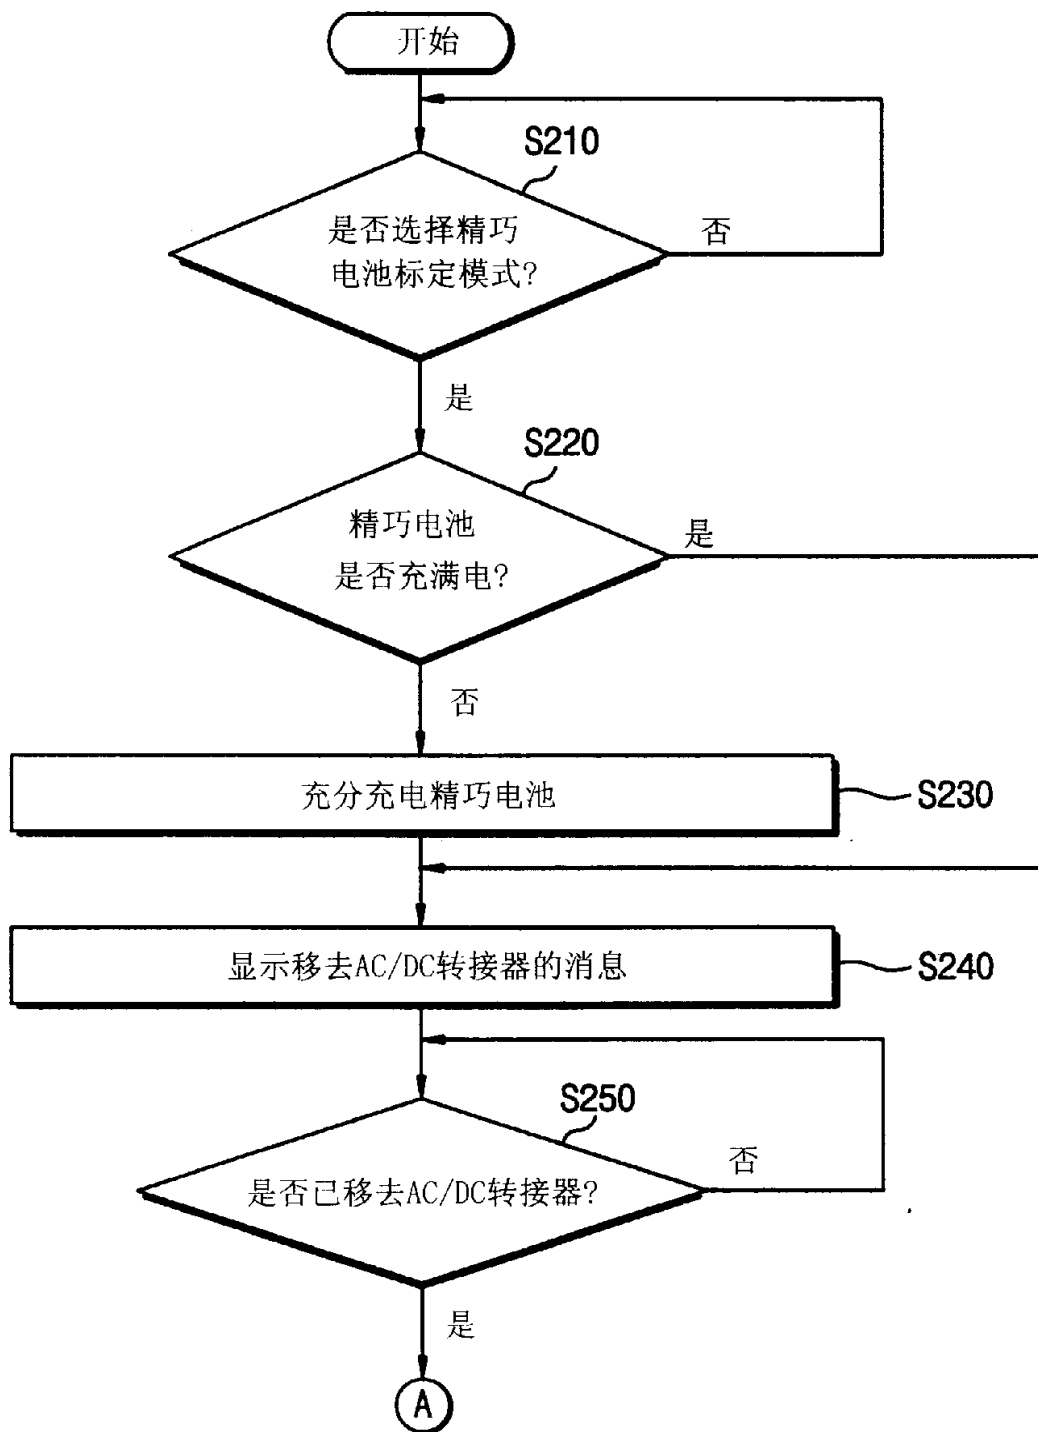 开始
S210
是否选择精巧
电池标定模式?
否
是
S220
精巧电池
是否充满电?
是
否
充分充电精巧电池
S230
显示移去AC/DC转接器的消息
S240
S250
是否已移去AC/DC转接器?
否
是
A